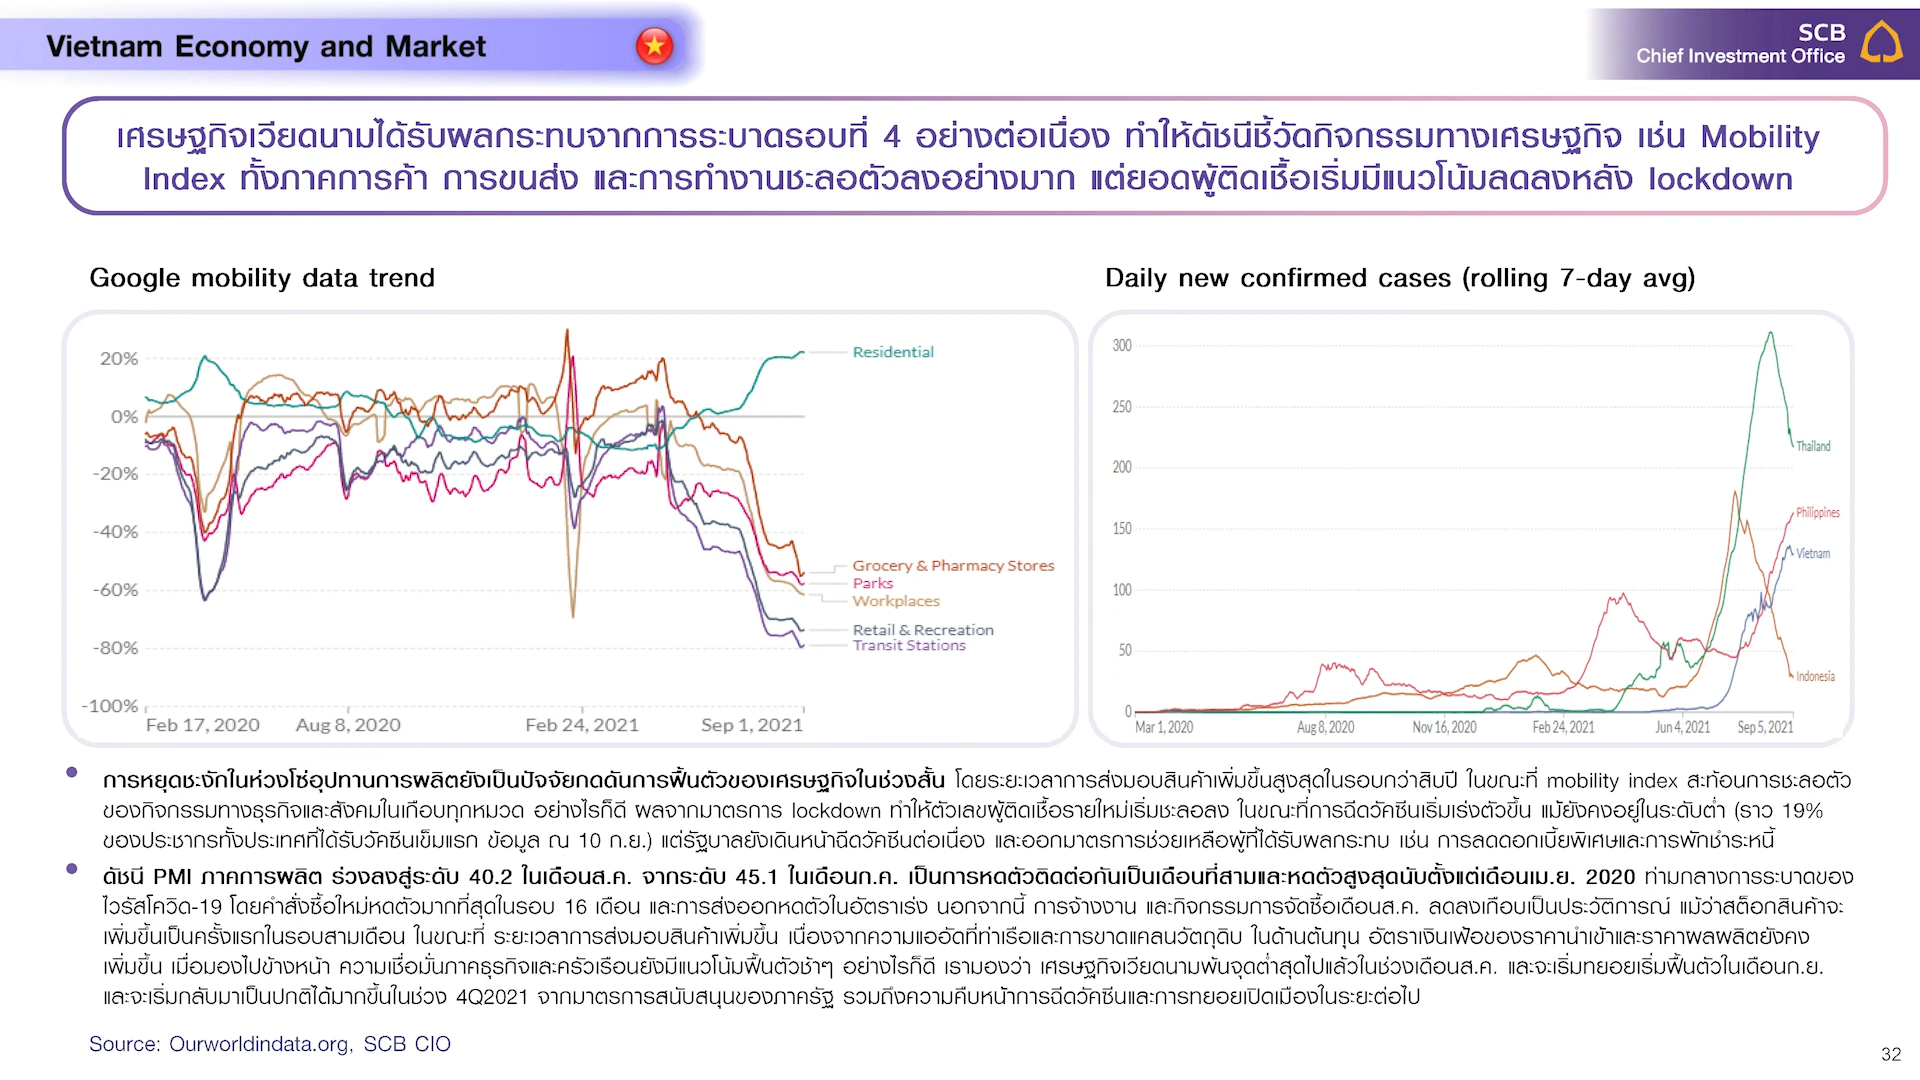 Vietnam Economy and Market
SCB
Chief Investment Office
เศรษฐกิจเวียดนามได้รับผลกระทบจากการระบาดรอบที่ 4 อย่างต่อเนื่อง ทำให้ดัชนีชี้วัดกิจกรรมทางเศรษฐกิจ เช่น Mobility
Index ทั้งภาคการค้า การขนส่ง และการทำงานชะลอตัวลงอย่างมาก แต่ยอดผู้ติดเชื้อเริ่มมีแนวโน้มลดลงหลัง lockdown
Google mobility data trend
20%
0%
-20%
-40%
-60%
-80%
-100%
Feb 17, 2020
Aug 8, 2020
Feb 24, 2021
Sep 1, 2021
Residential
Grocery & Pharmacy Stores
Parks
Workplaces
Retail & Recreation
Transit Stations
Daily new confirmed cases (rolling 7-day avg)
300
250
200
150
100
50
0
Mar 1, 2020
Aug 8, 2020
Nov 16, 2020
Feb 24, 2021
Jun 4, 2021
Sep 5, 2021
Thailand
Philippines
Vietnam
Indonesia
• การหยุดชะงักในห่วงโซ่อุปทานการผลิตยังเป็นปัจจัยกดดันการฟื้นตัวของเศรษฐกิจในช่วงสั้น โดยระยะเวลาการส่งมอบสินค้าเพิ่มขึ้นสูงสุดในรอบกว่าสิบปี ในขณะที่ mobility index สะท้อนการชะลอตัว
ของกิจกรรมทางธุรกิจและสังคมในเกือบทุกหมวด อย่างไรก็ดี ผลจากมาตรการ lockdown ทำให้ตัวเลขผู้ติดเชื้อรายใหม่เริ่มชะลอลง ในขณะที่การฉีดวัคซีนเริ่มเร่งตัวขึ้น แม้ยังคงอยู่ในระดับต่ำ (ราว 19%
ของประชากรทั้งประเทศที่ได้รับวัคซีนเข็มแรก ข้อมูล ณ 10 ก.ย.) แต่รัฐบาลยังเดินหน้าฉีดวัคซีนต่อเนื่อง และออกมาตรการช่วยเหลือผู้ที่ได้รับผลกระทบ เช่น การลดดอกเบี้ยพิเศษและการพักชำระหนี้
• ดัชนี PMI ภาคการผลิต ร่วงลงสู่ระดับ 40.2 ในเดือนส.ค. จากระดับ 45.1 ในเดือนก.ค. เป็นการหดตัวติดต่อกันเป็นเดือนที่สามและหดตัวสูงสุดนับตั้งแต่เดือนเม.ย. 2020 ท่ามกลางการระบาดของ
ไวรัสโควิด-19 โดยคำสั่งซื้อใหม่หดตัวมากที่สุดในรอบ 16 เดือน และการส่งออกหดตัวในอัตราเร่ง นอกจากนี้ การจ้างงาน และกิจกรรมการจัดซื้อเดือนส.ค. ลดลงเกือบเป็นประวัติการณ์ แม้ว่าสต็อกสินค้าจะ
เพิ่มขึ้นเป็นครั้งแรกในรอบสามเดือน ในขณะที่ ระยะเวลาการส่งมอบสินค้าเพิ่มขึ้น เนื่องจากความแออัดที่ท่าเรือและการขาดแคลนวัตถุดิบ ในด้านต้นทุน อัตราเงินเฟ้อของราคานำเข้าและราคาผลผลิตยังคง
เพิ่มขึ้น เมื่อมองไปข้างหน้า ความเชื่อมั่นภาคธุรกิจและครัวเรือนยังมีแนวโน้มฟื้นตัวช้าๆ อย่างไรก็ดี เรามองว่า เศรษฐกิจเวียดนามพ้นจุดต่ำสุดไปแล้วในช่วงเดือนส.ค. และจะเริ่มทยอยเริ่มฟื้นตัวในเดือนก.ย.
และจะเริ่มกลับมาเป็นปกติได้มากขึ้นในช่วง 4Q2021 จากมาตรการสนับสนุนของภาครัฐ รวมถึงความคืบหน้าการฉีดวัคซีนและการทยอยเปิดเมืองในระยะต่อไป
Source: Ourworldindata.org, SCB CIO
32